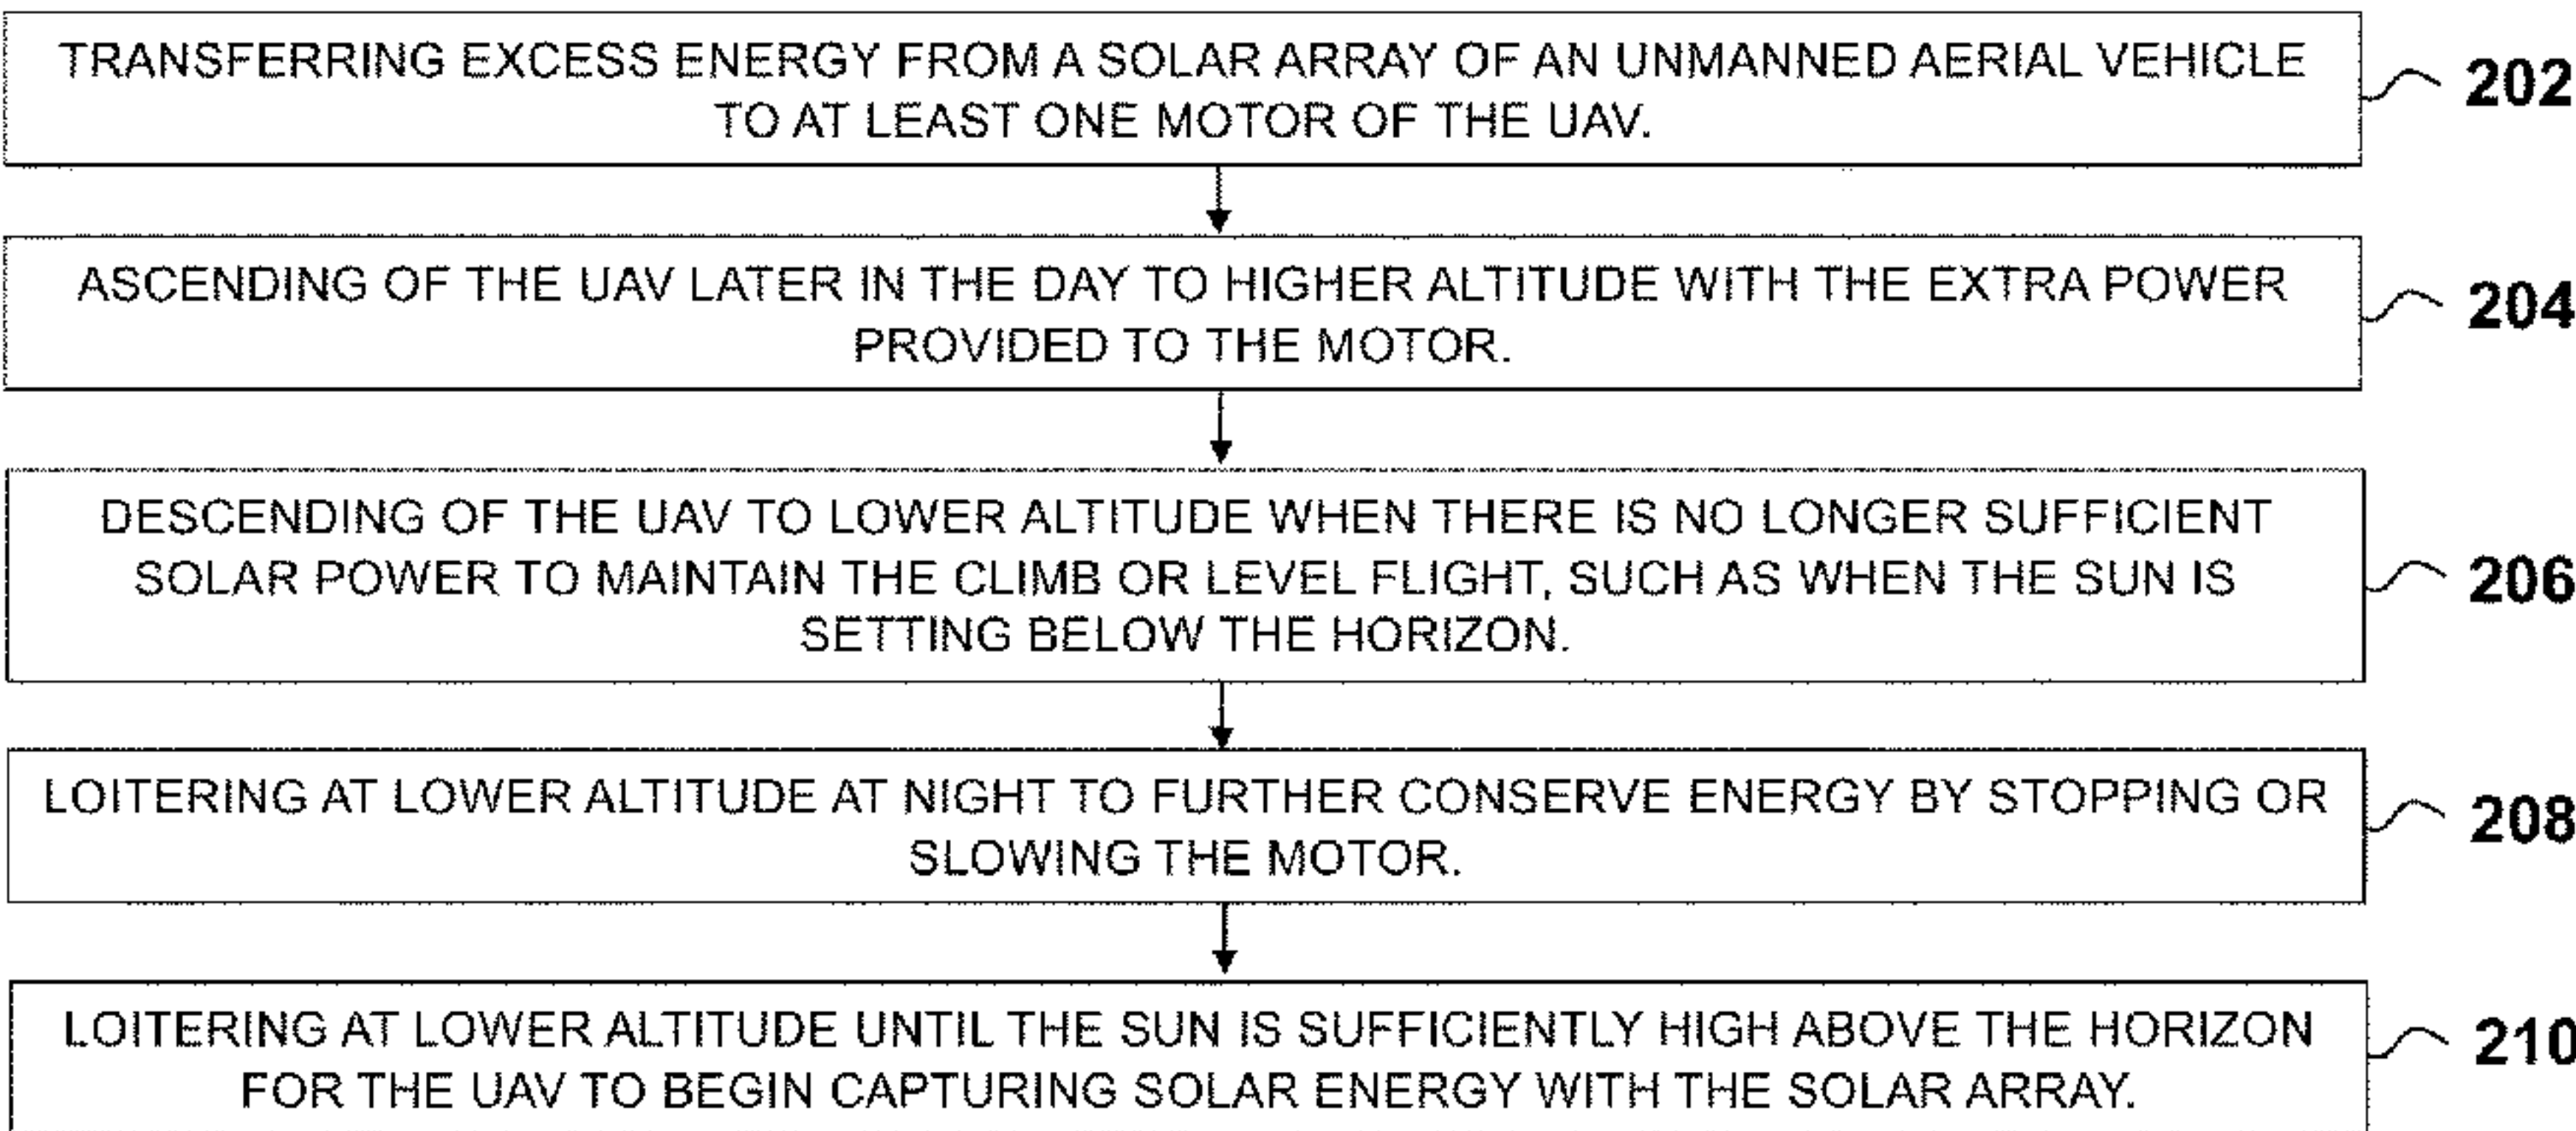 TRANSFERRING EXCESS ENERGY FROM A SOLAR ARRAY OF AN UNMANNED AERIAL VEHICLE
TO AT LEAST ONE MOTOR OF THE UAV.
202
ASCENDING OF THE UAV LATER IN THE DAY TO HIGHER ALTITUDE WITH THE EXTRA POWER
PROVIDED TO THE MOTOR.
204
DESCENDING OF THE UAV TO LOWER ALTITUDE WHEN THERE IS NO LONGER SUFFICIENT
SOLAR POWER TO MAINTAIN THE CLIMB OR LEVEL FLIGHT, SUCH AS WHEN THE SUN IS
SETTING BELOW THE HORIZON.
206
LOITERING AT LOWER ALTITUDE AT NIGHT TO FURTHER CONSERVE ENERGY BY STOPPING OR
SLOWING THE MOTOR.
208
LOITERING AT LOWER ALTITUDE UNTIL THE SUN IS SUFFICIENTLY HIGH ABOVE THE HORIZON
FOR THE UAV TO BEGIN CAPTURING SOLAR ENERGY WITH THE SOLAR ARRAY.
210